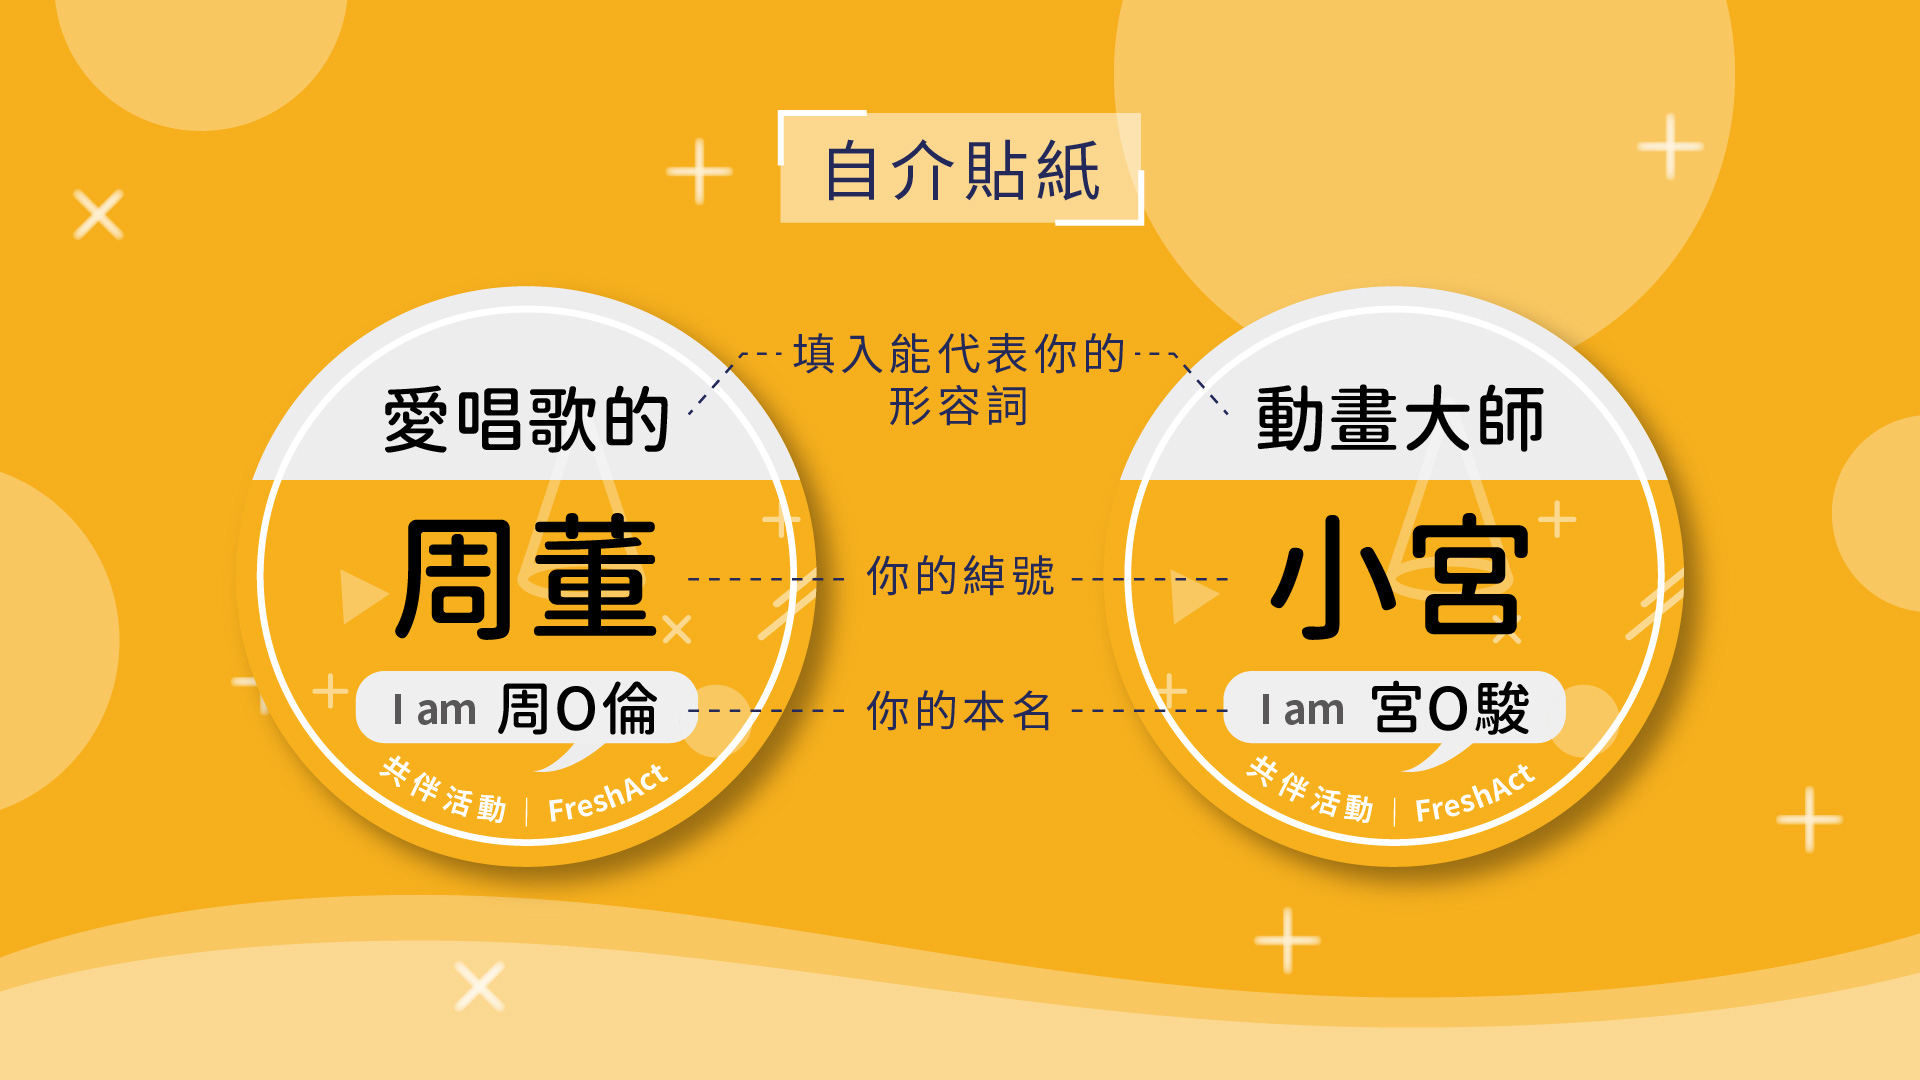 自介貼紙
填入能代表你的
形容詞
愛唱歌的
動畫大師
周董
你的綽號
小宮
I am 周O倫
你的本名
I am 宮O駿
共伴活動｜FreshAct
共伴活動｜FreshAct